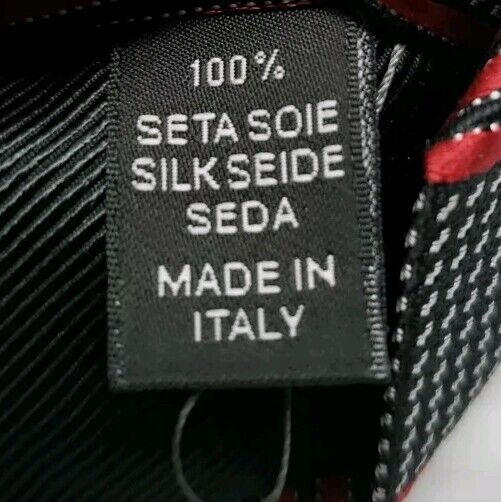 100%
SETA SOIE
SILK SEIDE
SEDA
MADE IN
ITALY